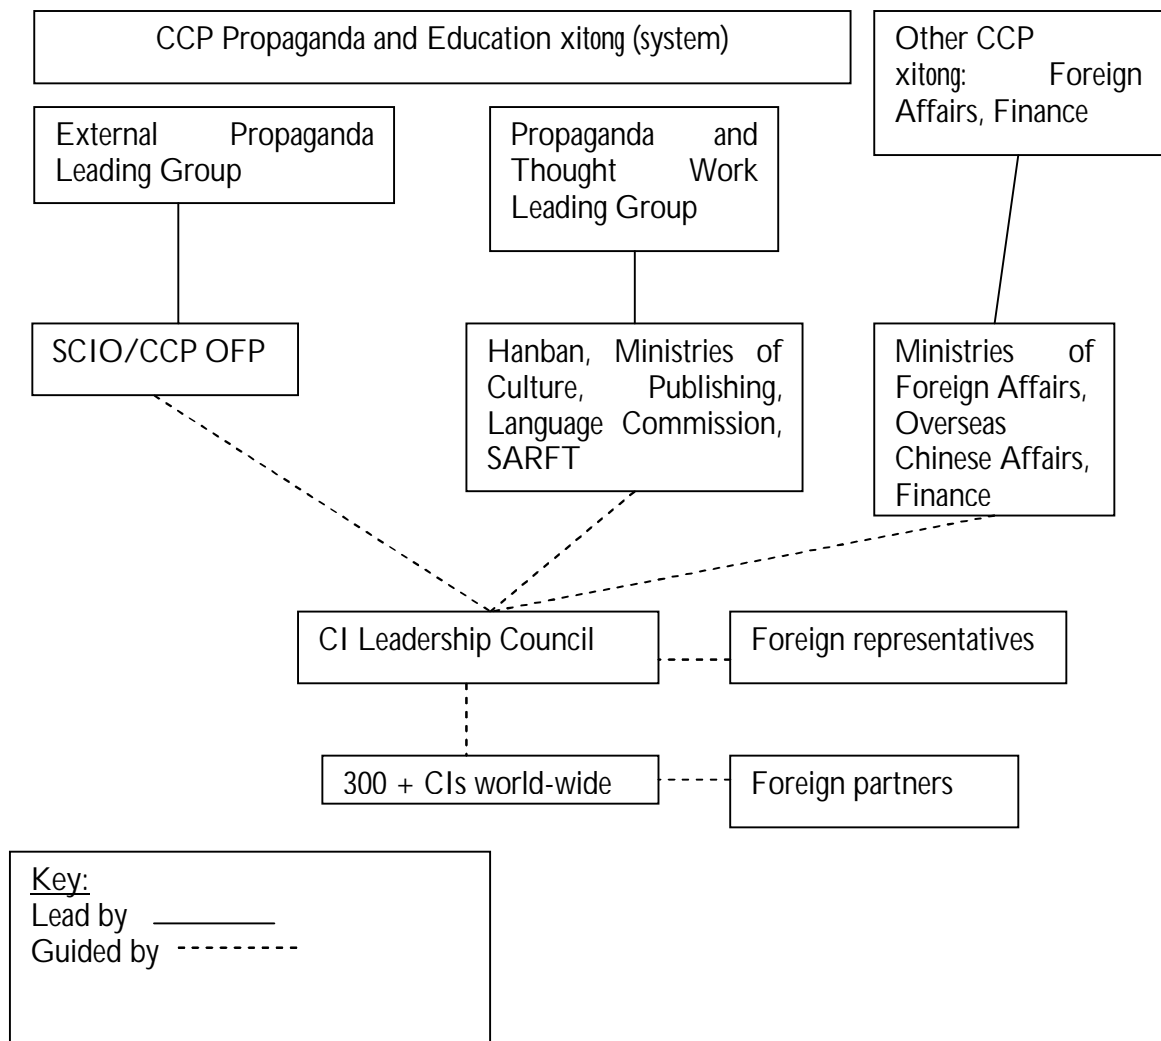 CCP Propaganda and Education xitong (system)
Other CCP
xitong: Foreign
Affairs, Finance
External Propaganda
Leading Group
Propaganda and
Thought Work
Leading Group
SCIO/CCP OFP
Hanban, Ministries of
Culture, Publishing,
Language Commission,
SARFT
Ministries of
Foreign Affairs,
Overseas
Chinese Affairs,
Finance
CI Leadership Council
Foreign representatives
300 + CIs world-wide
Foreign partners
Key:
Lead by
Guided by